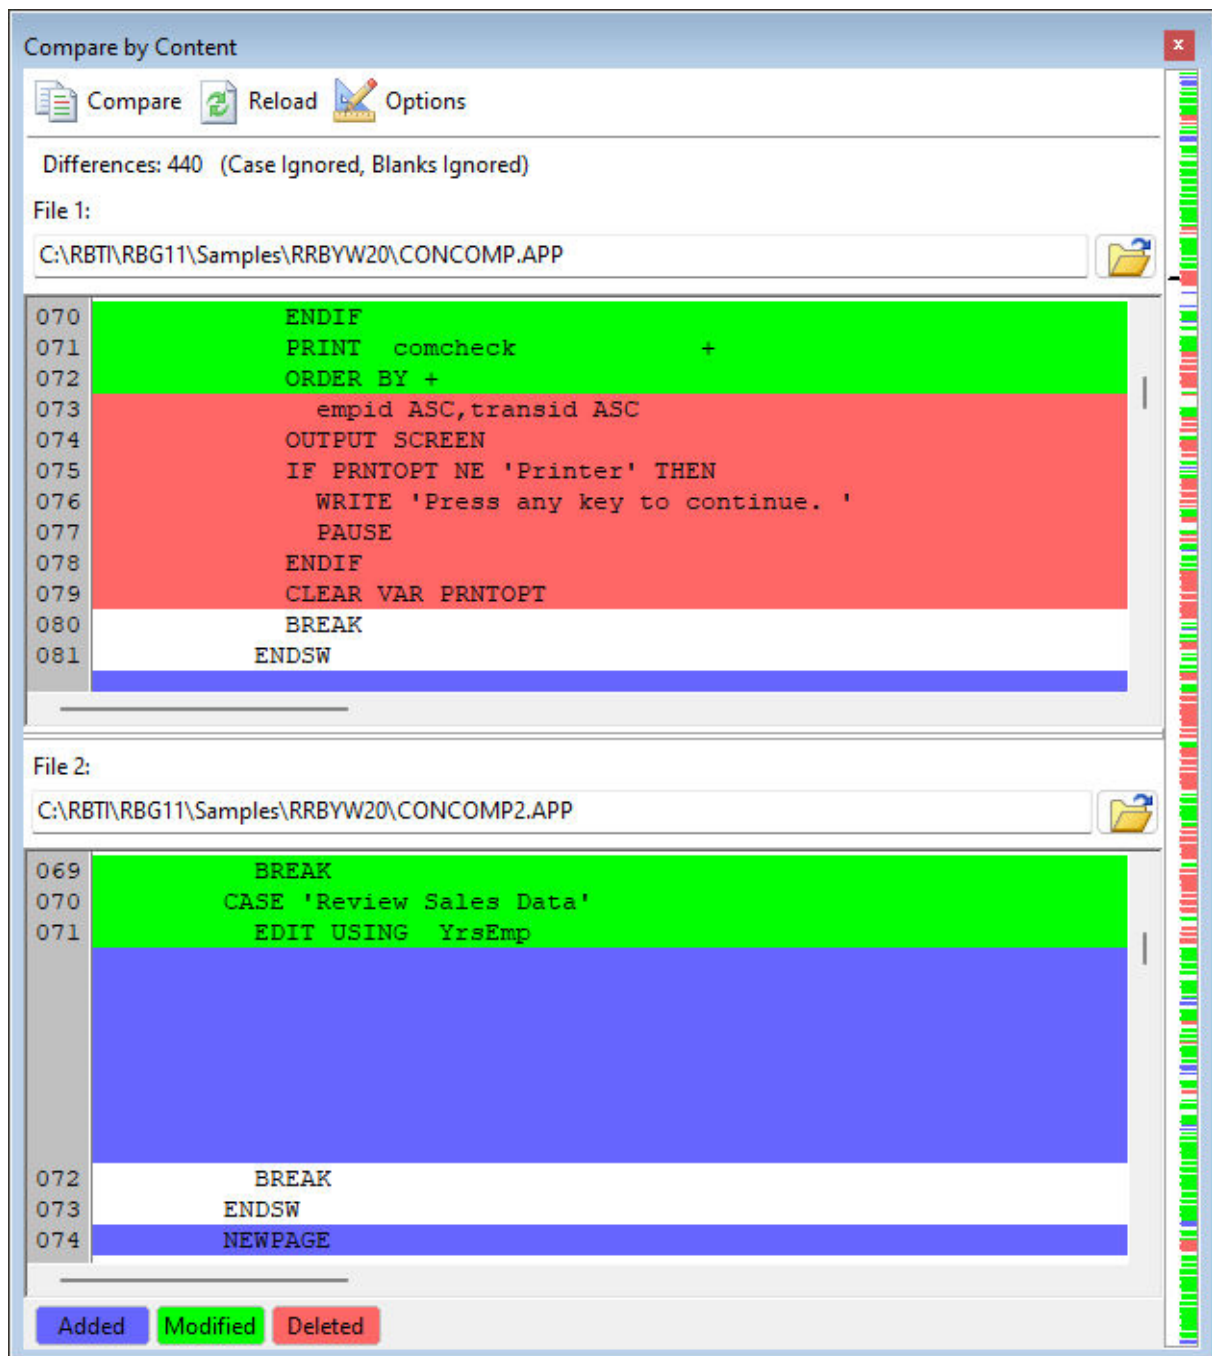 Compare by Content
x
Compare Reload Options
Differences: 440 (Case Ignored, Blanks Ignored)
File 1:
C:\RBTI\RBG11\Samples\RRBYW20\CONCOMP.APP
070 ENDIF
071 PRINT comcheck +
072 ORDER BY +
073 empid ASC,transid ASC
074 OUTPUT SCREEN
075 IF PRNTOPT NE 'Printer' THEN
076 WRITE 'Press any key to continue. '
077 PAUSE
078 ENDIF
079 CLEAR VAR PRNTOPT
080 BREAK
081 ENDSW
File 2:
C:\RBTI\RBG11\Samples\RRBYW20\CONCOMP2.APP
069 BREAK
070 CASE 'Review Sales Data'
071 EDIT USING YrsEmp
072 BREAK
073 ENDSW
074 NEWPAGE
Added Modified Deleted